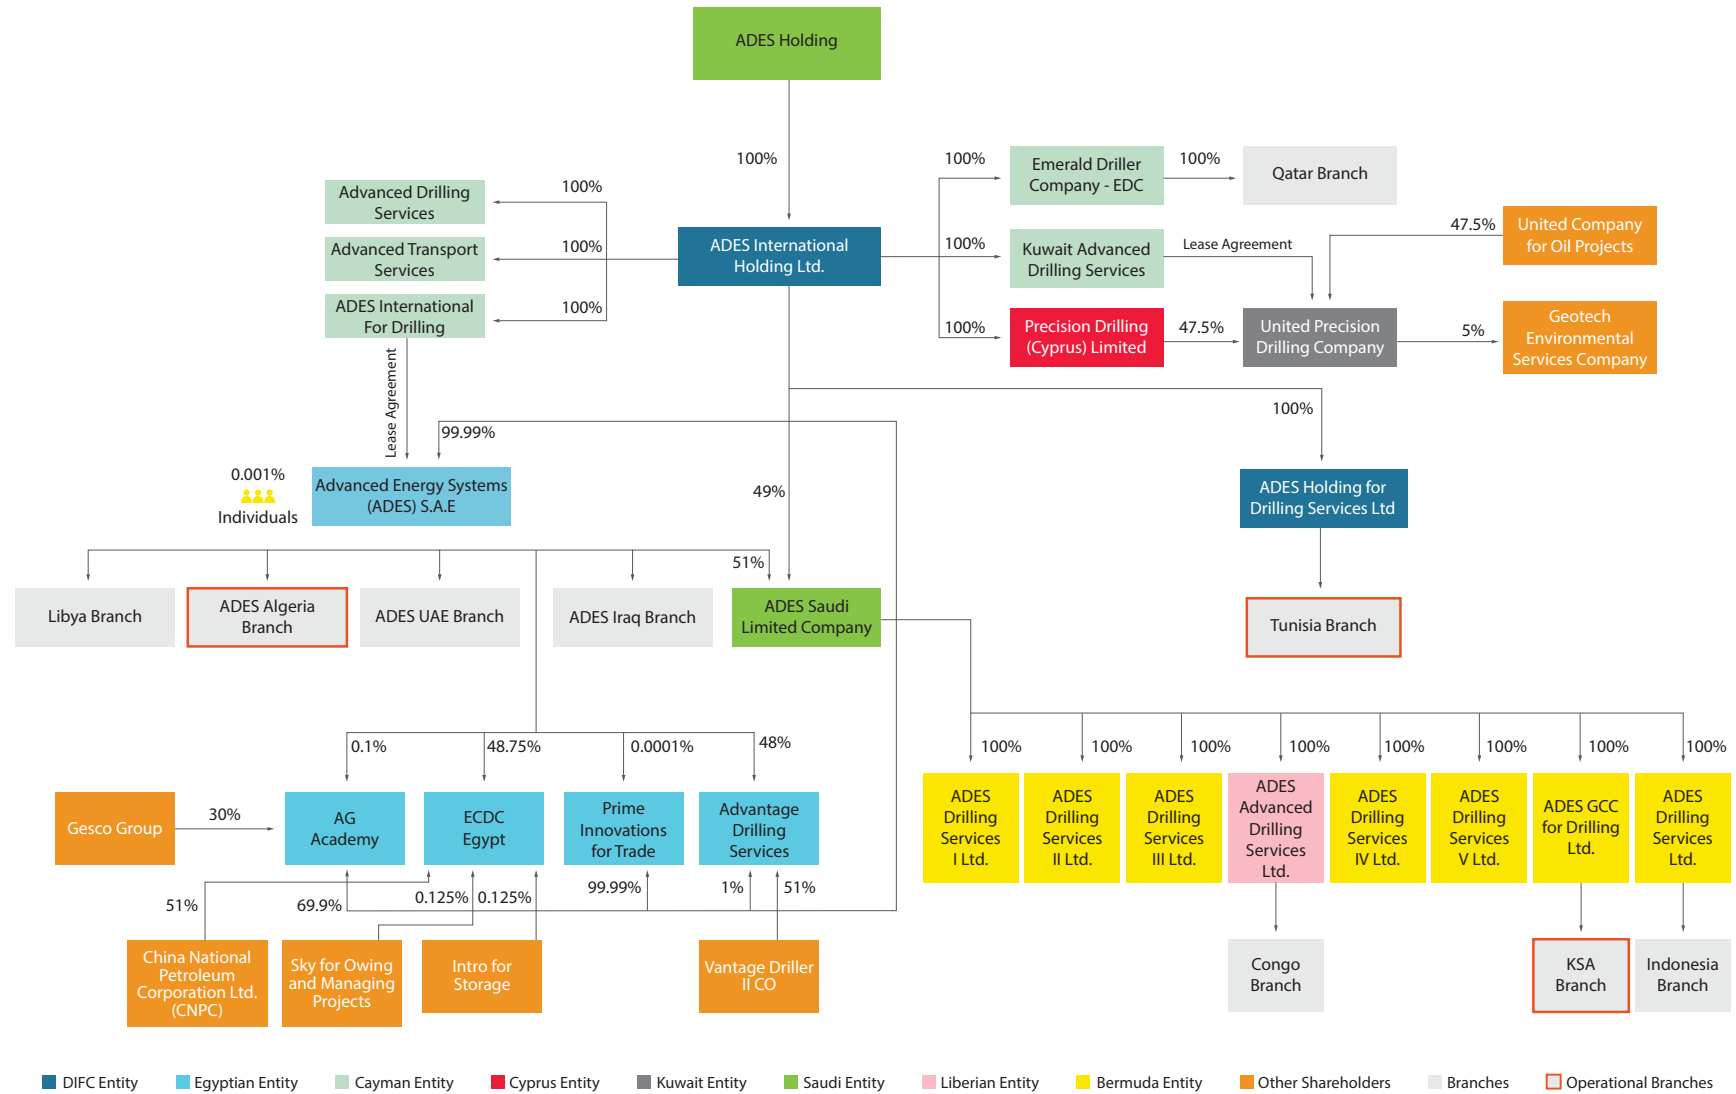 ADES Holding
100%
100%
Emerald Driller
Company - EDC
100%
Qatar Branch
Advanced Drilling
Services
100%
47.5%
United Company
for Oil Projects
Advanced Transport
Services
100%
ADES International
Holding Ltd.
100%
Kuwait Advanced
Drilling Services
Lease Agreement
ADES International
For Drilling
100%
100%
Precision Drilling
(Cyprus) Limited
47.5%
United Precision
Drilling Company
5%
Geotech
Environmental
Services Company
Lease Agreement
99.99%
100%
0.001%
Individuals
Advanced Energy Systems
(ADES) S.A.E
49%
ADES Holding for
Drilling Services Ltd
51%
Libya Branch
ADES Algeria
Branch
ADES UAE Branch
ADES Iraq Branch
ADES Saudi
Limited Company
Tunisia Branch
0.1%
48.75%
0.0001%
48%
100%
100%
100%
100%
100%
100%
100%
100%
Gesco Group
30%
AG
Academy
ECDC
Egypt
Prime
Innovations
for Trade
Advantage
Drilling
Services
ADES
Drilling
Services
I Ltd.
ADES
Drilling
Services
II Ltd.
ADES
Drilling
Services
III Ltd.
ADES
Advanced
Drilling
Services
Ltd.
ADES
Drilling
Services
IV Ltd.
ADES
Drilling
Services
V Ltd.
ADES GCC
for Drilling
Ltd.
ADES
Drilling
Services
Ltd.
51%
69.9%
0.125%
0.125%
99.99%
1%
51%
China National
Petroleum
Corporation Ltd.
(CNPC)
Sky for Owing
and Managing
Projects
Intro for
Storage
Vantage Driller
II CO
Congo
Branch
KSA
Branch
Indonesia
Branch
DIFC Entity
Egyptian Entity
Cayman Entity
Cyprus Entity
Kuwait Entity
Saudi Entity
Liberian Entity
Bermuda Entity
Other Shareholders
Branches
Operational Branches